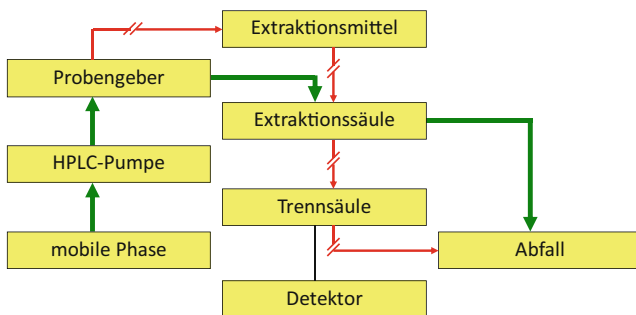 Extraktionsmittel
Probengeber
Extraktionssäule
HPLC-Pumpe
Trennsäule
mobile Phase
Abfall
Detektor